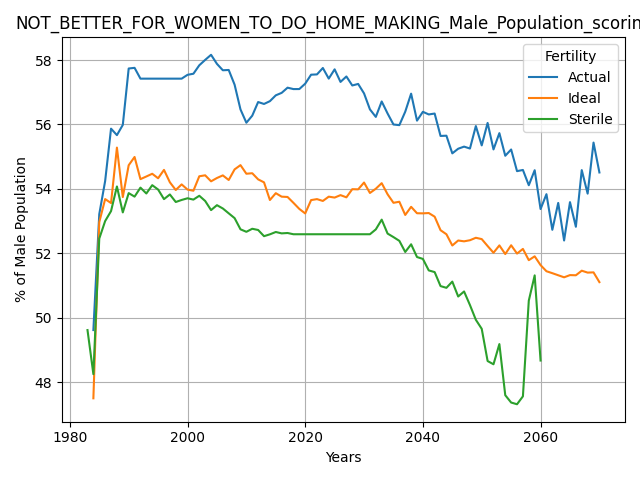 NOT_BETTER_FOR_WOMEN_TO_DO_HOME_MAKING_Male_Population_scorin
Fertility
Actual
Ideal
Sterile
% of Male Population
58
56
54
52
50
48
1980
2000
2020
2040
2060
Years